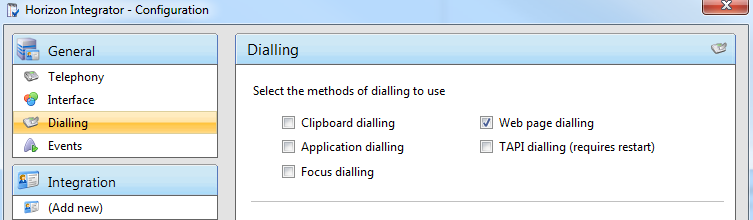 Horizon Integrator - Configuration
General
Telephony
Interface
Dialling
Events
Integration
(Add new)
Dialling
Select the methods of dialling to use
Clipboard dialling
Web page dialling
Application dialling
TAPI dialling (requires restart)
Focus dialling